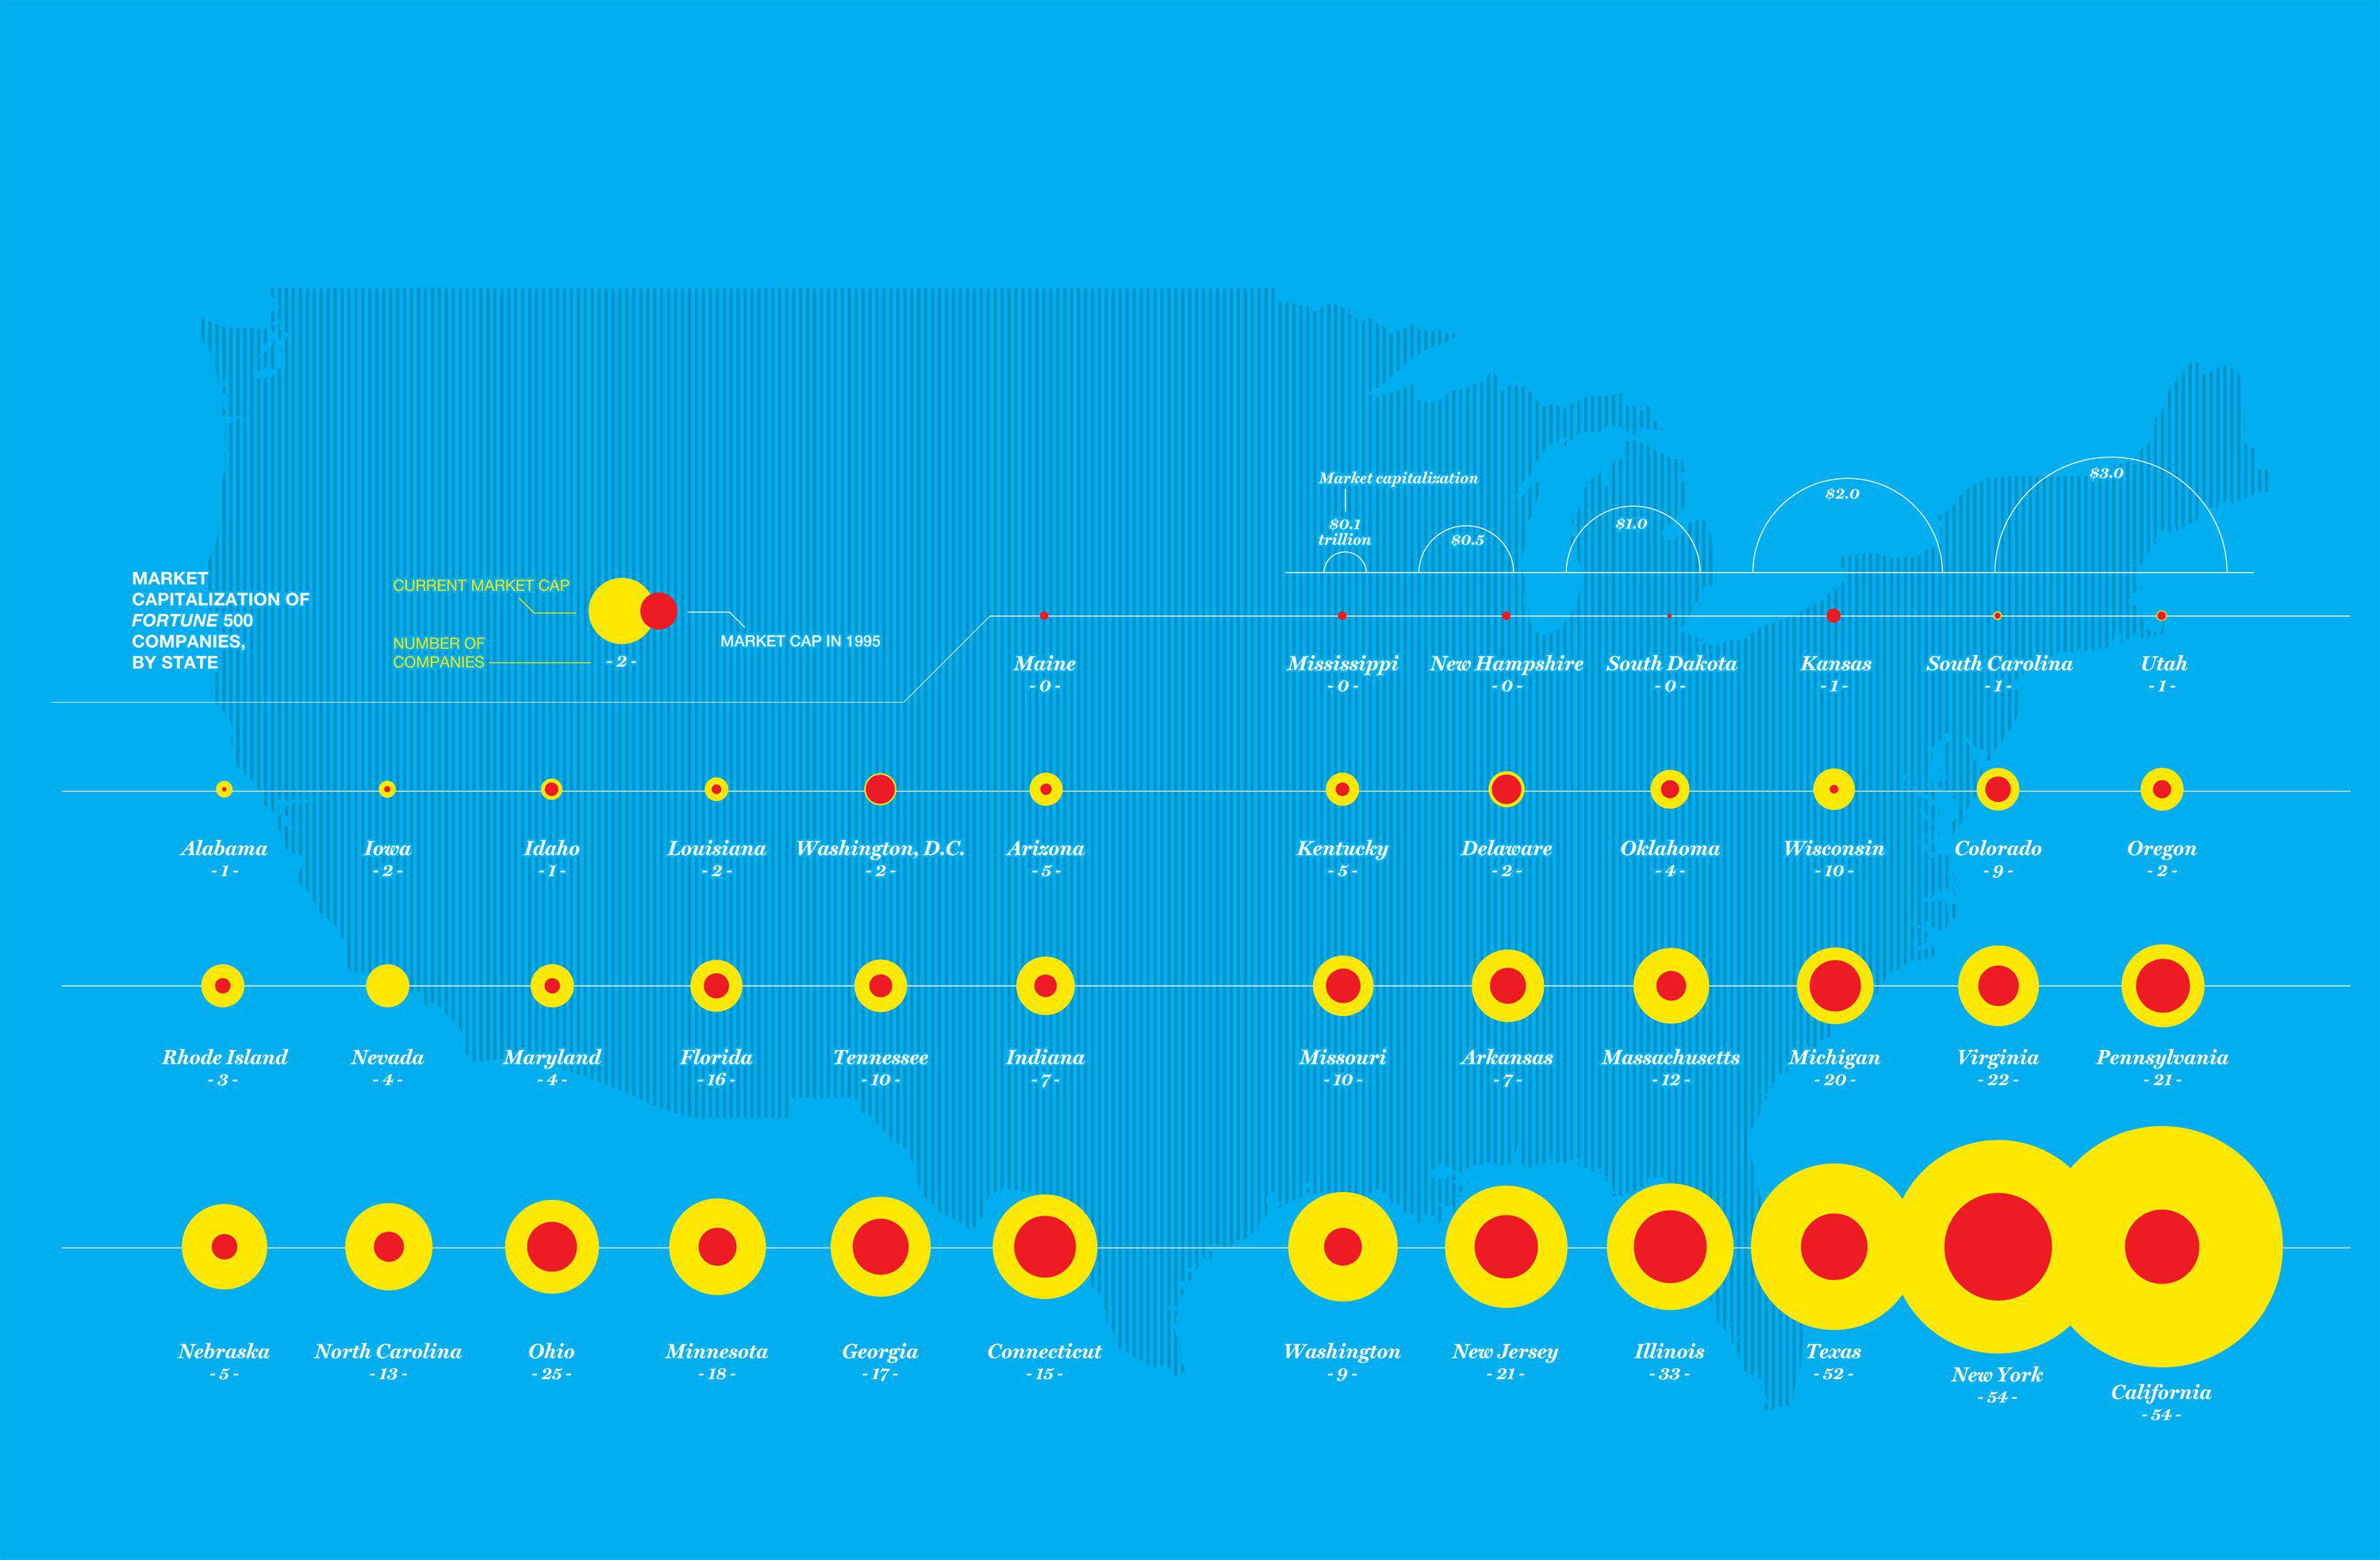 Market capitalization
$0.1
trillion
$0.5
$1.0
$2.0
$3.0
MARKET
CAPITALIZATION OF
FORTUNE 500
COMPANIES,
BY STATE
CURRENT MARKET CAP
NUMBER OF
COMPANIES
- 2 -
MARKET CAP IN 1995
Maine
- 0 -
Mississippi
- 0 -
New Hampshire
- 0 -
South Dakota
- 0 -
Kansas
- 1 -
South Carolina
- 1 -
Utah
- 1 -
Alabama
- 1 -
Iowa
- 2 -
Idaho
- 1 -
Louisiana
- 2 -
Washington, D.C.
- 2 -
Arizona
- 5 -
Kentucky
- 5 -
Delaware
- 2 -
Oklahoma
- 4 -
Wisconsin
- 10 -
Colorado
- 9 -
Oregon
- 2 -
Rhode Island
- 3 -
Nevada
- 4 -
Maryland
- 4 -
Florida
- 16 -
Tennessee
- 10 -
Indiana
- 7 -
Missouri
- 10 -
Arkansas
- 7 -
Massachusetts
- 12 -
Michigan
- 20 -
Virginia
- 22 -
Pennsylvania
- 21 -
Nebraska
- 5 -
North Carolina
- 13 -
Ohio
- 25 -
Minnesota
- 18 -
Georgia
- 17 -
Connecticut
- 15 -
Washington
- 9 -
New Jersey
- 21 -
Illinois
- 33 -
Texas
- 52 -
New York
- 54 -
California
- 54 -